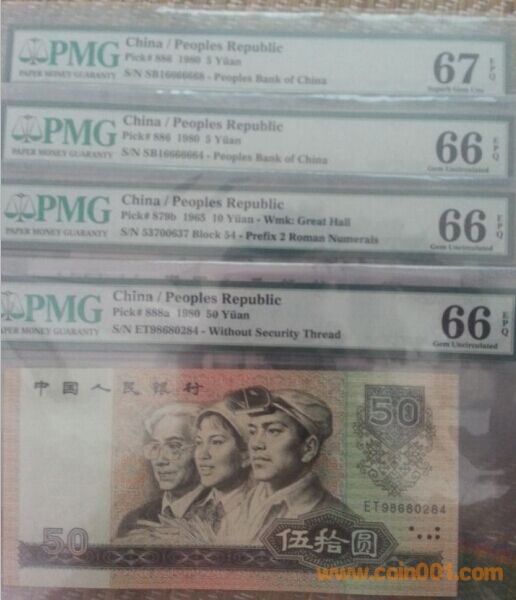 PMG
PAPER MONEY GUARANTY
China / Peoples Republic
Pick# 886 1980 5 Yüan
S/N SB16666668 - Peoples Bank of China
67 EPQ
Superb Gem Unc
PMG
PAPER MONEY GUARANTY
China / Peoples Republic
Pick# 886 1980 5 Yüan
S/N SB16666664 - Peoples Bank of China
66 EPQ
Gem Uncirculated
PMG
PAPER MONEY GUARANTY
China / Peoples Republic
Pick# 879b 1965 10 Yüan - Wmk: Great Hall
S/N 53700637 Block 54 - Prefix 2 Roman Numerals
66 EPQ
Gem Uncirculated
PMG
PER MONEY GUARANTY
China / Peoples Republic
Pick# 888a 1980 50 Yüan
S/N ET98680284 - Without Security Thread
66 EPQ
Gem Uncirculated
中国人民银行
50
ET98680284
50
伍拾圆
www.coin001.com